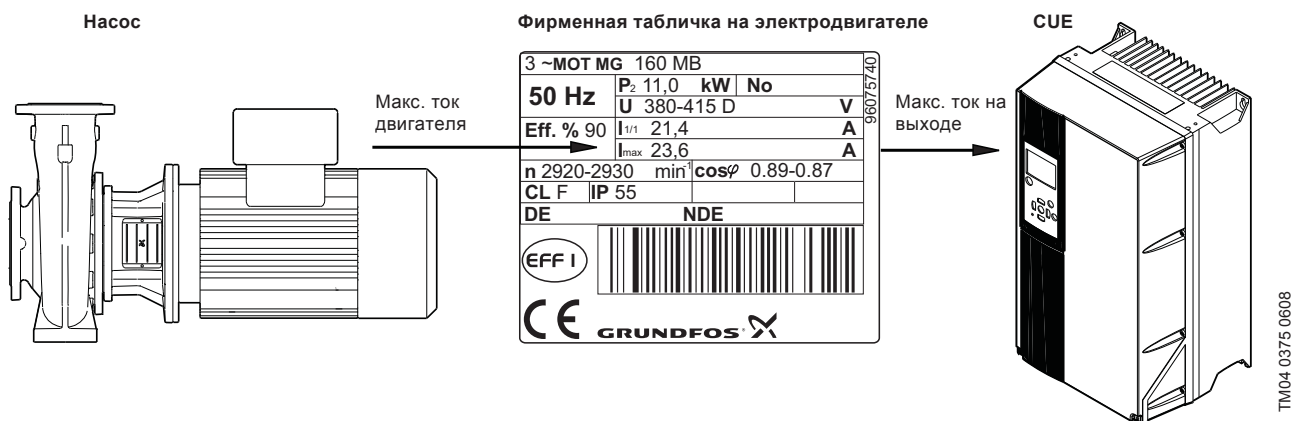 Насос
Фирменная табличка на электродвигателе
CUE
Макс. ток
двигателя
3 ~MOT MG 160 MB
50 Hz
P2 11,0 kW No
U 380-415 D V
Eff. % 90
I1/1 21,4 A
Imax 23,6 A
n 2920-2930 min-1 cosφ 0.89-0.87
CL F IP 55
DE NDE
EFF I
CE GRUNDFOS
96075740
Макс. ток на
выходе
TM04 0375 0608